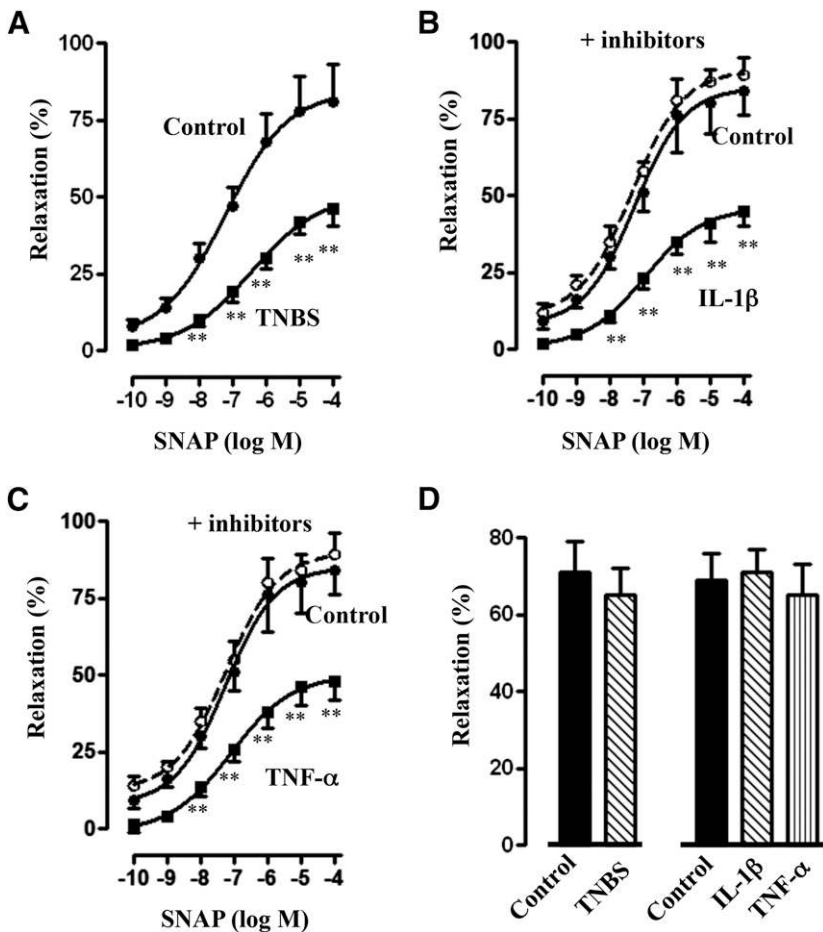 A
100
75
50
25
0
Relaxation (%)
Control
TNBS
**
**
**
**
**
-10 -9 -8 -7 -6 -5 -4
SNAP (log M)
B
+ inhibitors
100
75
50
25
0
Relaxation (%)
Control
IL-1β
**
**
**
**
**
-10 -9 -8 -7 -6 -5 -4
SNAP (log M)
C
+ inhibitors
100
75
50
25
0
Relaxation (%)
Control
TNF-α
**
**
**
**
**
-10 -9 -8 -7 -6 -5 -4
SNAP (log M)
D
80
60
40
20
0
Relaxation (%)
Control
TNBS
Control
IL-1β
TNF-α